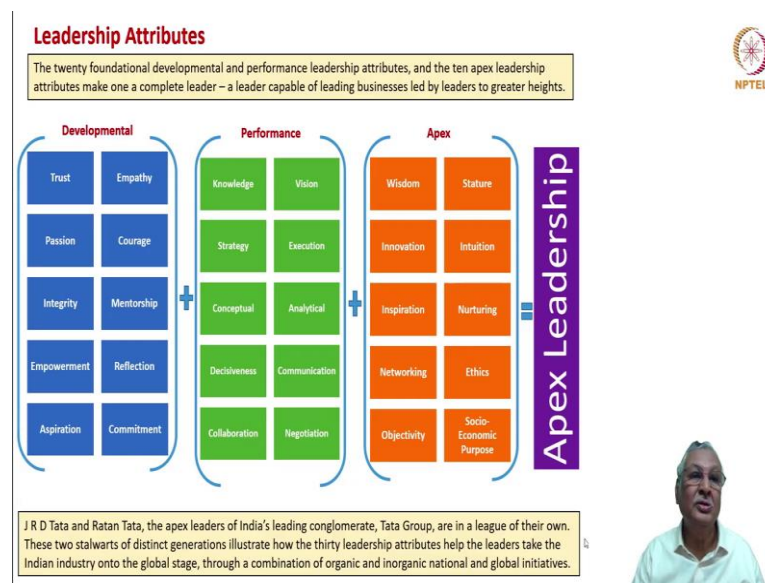 Leadership Attributes
The twenty foundational developmental and performance leadership attributes, and the ten apex leadership
attributes make one a complete leader – a leader capable of leading businesses led by leaders to greater heights.
NPTEL
Developmental
Trust
Empathy
Passion
Courage
Integrity
Mentorship
Empowerment
Reflection
Aspiration
Commitment
+
Performance
Knowledge
Vision
Strategy
Execution
Conceptual
Analytical
Decisiveness
Communication
Collaboration
Negotiation
+
Apex
Wisdom
Stature
Innovation
Intuition
Inspiration
Nurturing
Networking
Ethics
Objectivity
Socio-
Economic
Purpose
=
Apex Leadership
J R D Tata and Ratan Tata, the apex leaders of India's leading conglomerate, Tata Group, are in a league of their own.
These two stalwarts of distinct generations illustrate how the thirty leadership attributes help the leaders take the
Indian industry onto the global stage, through a combination of organic and inorganic national and global initiatives.